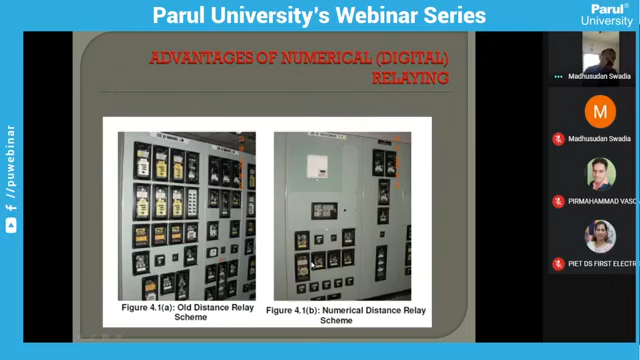 Parul University's Webinar Series
Parul®
University
ADVANTAGES OF NUMERICAL (DIGITAL)
RELAYING
Figure 4.1(a): Old Distance Relay
Scheme
Figure 4.1(b): Numerical Distance Relay
Scheme
Madhusudan Swadia
M
Madhusudan Swadia
PIRMAHAMMAD VASO
PIET DS FIRST ELECTR
//puwebinar